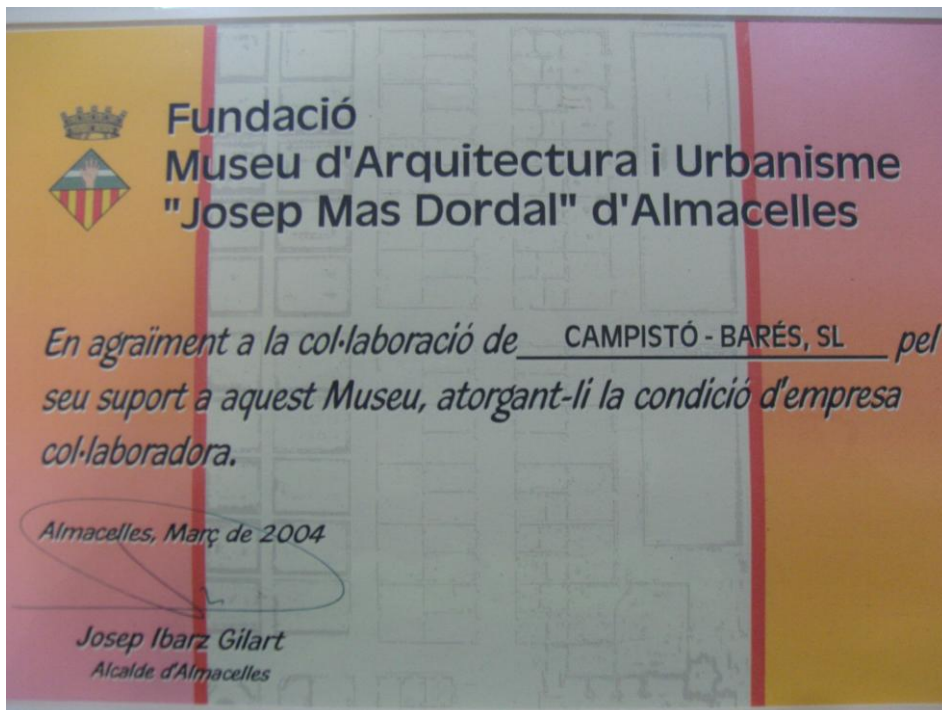 Fundació
Museu d'Arquitectura i Urbanisme
"Josep Mas Dordal" d'Almacelles
En agraïment a la col·laboració de CAMPISTÓ - BARÉS, SL pel
seu suport a aquest Museu, atorgant-li la condició d'empresa
col·laboradora.
Almacelles, Març de 2004
Josep Ibarz Gilart
Alcalde d'Almacelles